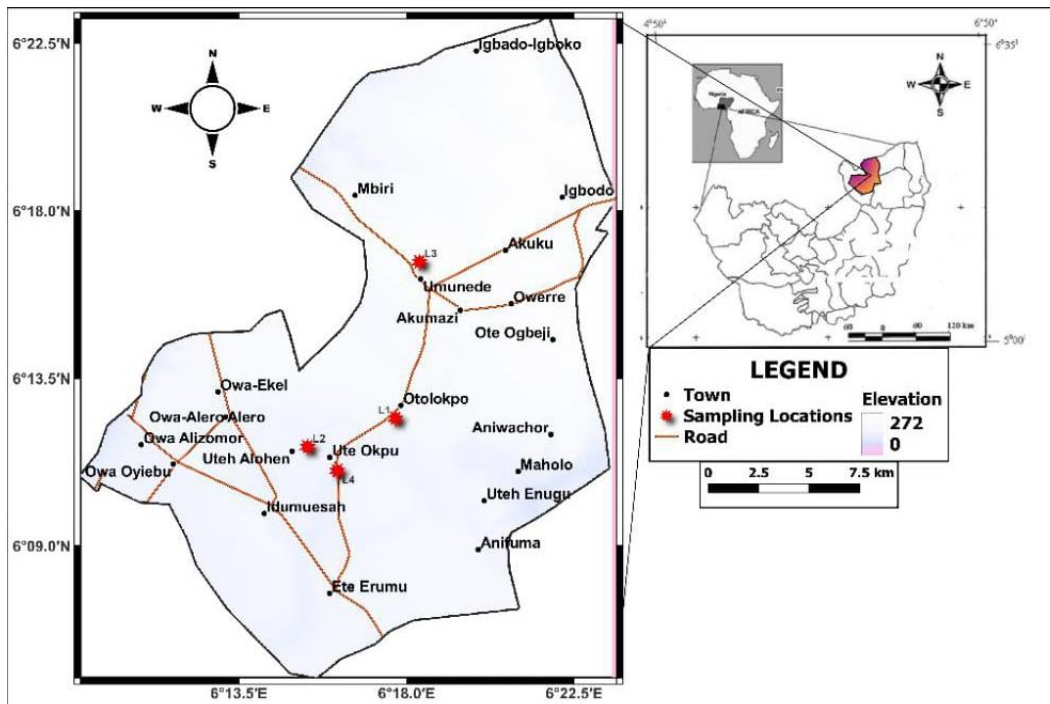 6°22.5'N
6°18.0'N
6°13.5'N
6°09.0'N
N
W E
S
Igbado-Igboko
Mbiri
Igbodo
L3
Akuku
Umunede
Owerre
Akumazi
Ote Ogbeji
Owa-Ekel
Otolokpo
L1
Owa-Alero Alero
Owa Alizomor
Aniwachor
L2
Uteh Alohen
Ute Okpu
Owa Oyiebu
Maholo
L4
Uteh Enugu
Idumuesah
Anifuma
Ete Erumu
6°13.5'E
6°18.0'E
6°22.5'E
4°50'
6°50'
6°35'
N
W E
S
Nigeria
60 0 60 120 km
5°00'
LEGEND
Town
Sampling Locations
Road
Elevation
272
0
0 2.5 5 7.5 km